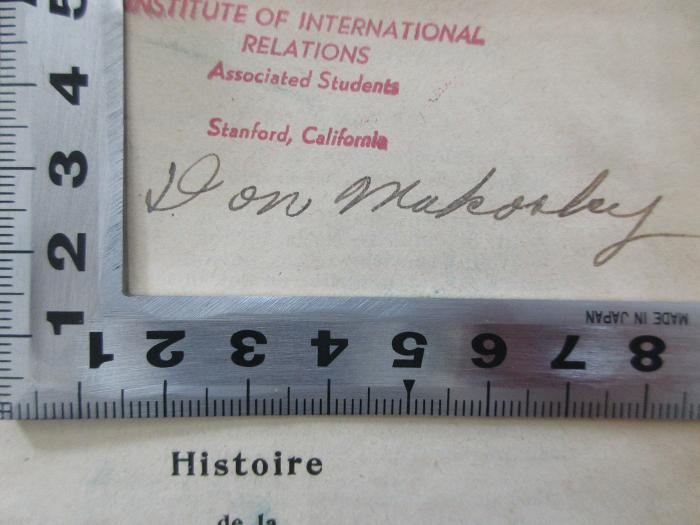 INSTITUTE OF INTERNATIONAL
RELATIONS
Associated Students
Stanford, California
Don Makosky
5
4
3
2
1
1 2 3 4 5 6 7 8
MADE IN JAPAN
Histoire
de la